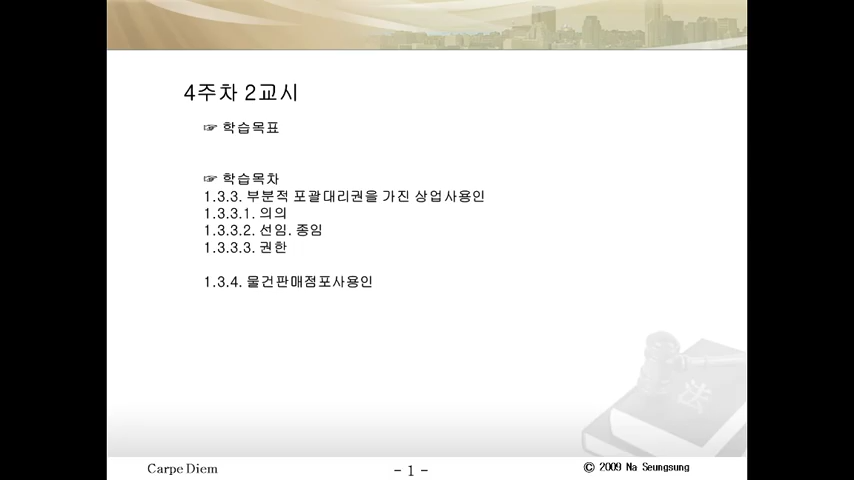 4주차 2교시
☞ 학습목표
☞ 학습목차
1.3.3. 부분적 포괄대리권을 가진 상업사용인
1.3.3.1. 의의
1.3.3.2. 선임. 종임
1.3.3.3. 권한
1.3.4. 물건판매점포사용인
法
Carpe Diem
- 1 -
© 2009 Na Seungsung